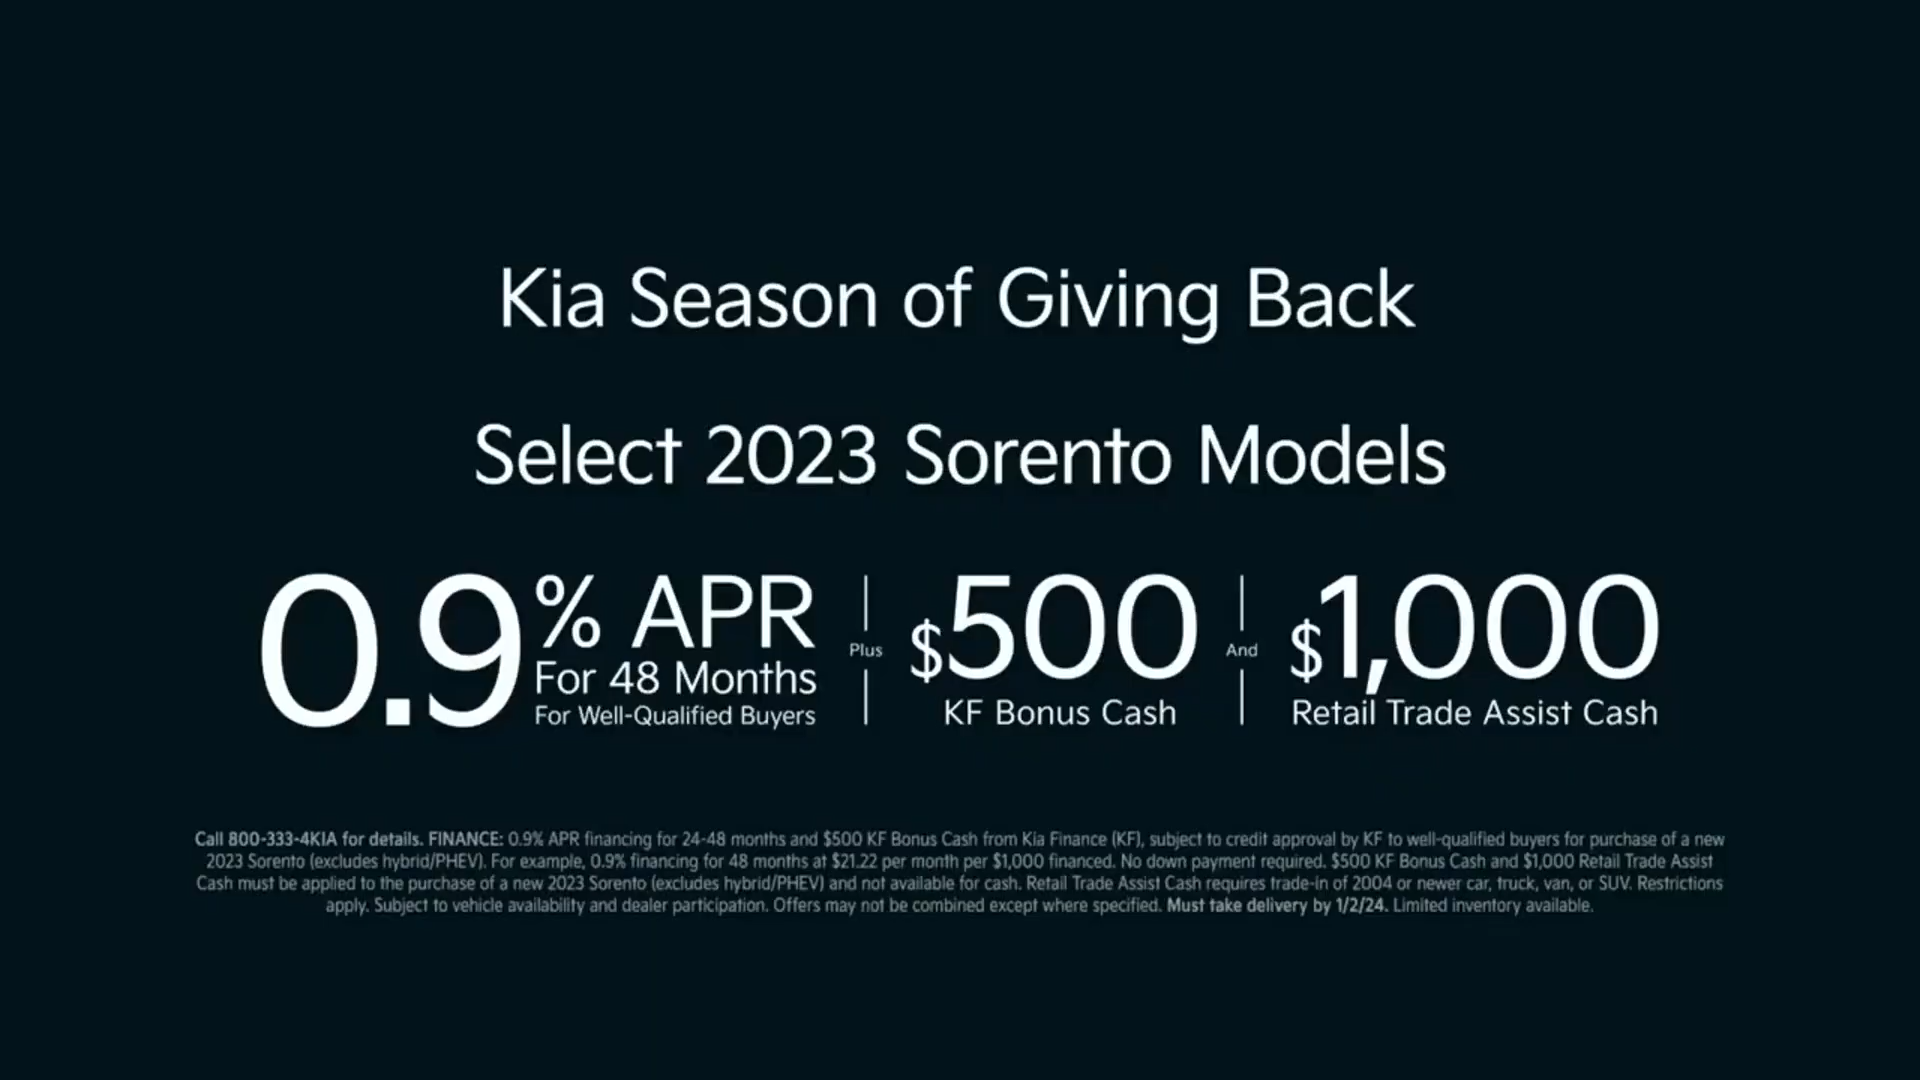 Kia Season of Giving Back
Select 2023 Sorento Models
0.9% APR
For 48 Months
For Well-Qualified Buyers
Plus
$500
KF Bonus Cash
And
$1,000
Retail Trade Assist Cash
Call 800-333-4KIA for details. FINANCE: 0.9% APR financing for 24-48 months and $500 KF Bonus Cash from Kia Finance (KF), subject to credit approval by KF to well-qualified buyers for purchase of a new
2023 Sorento (excludes hybrid/PHEV). For example, 0.9% financing for 48 months at $21.22 per month per $1,000 financed. No down payment required. $500 KF Bonus Cash and $1,000 Retail Trade Assist
Cash must be applied to the purchase of a new 2023 Sorento (excludes hybrid/PHEV) and not available for cash. Retail Trade Assist Cash requires trade-in of 2004 or newer car, truck, van, or SUV. Restrictions
apply. Subject to vehicle availability and dealer participation. Offers may not be combined except where specified. Must take delivery by 1/2/24. Limited inventory available.